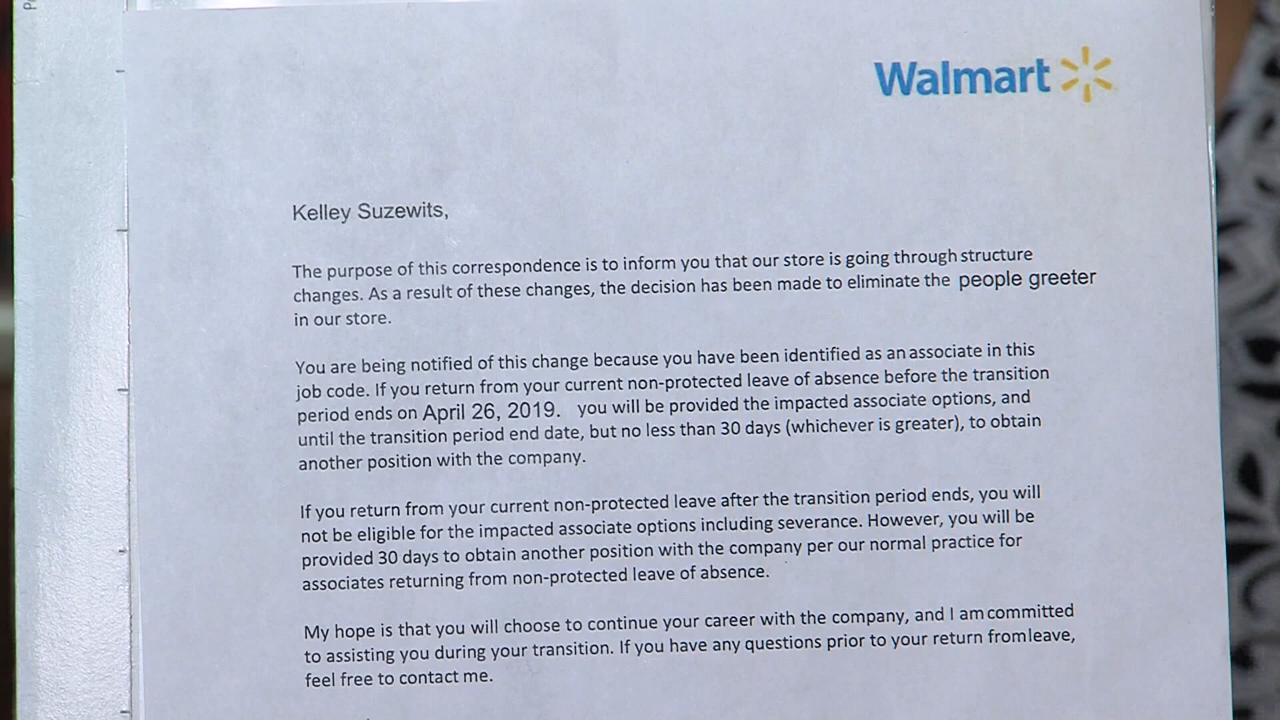 Walmart
Kelley Suzewits,
The purpose of this correspondence is to inform you that our store is going through structure
changes. As a result of these changes, the decision has been made to eliminate the people greeter
in our store.
You are being notified of this change because you have been identified as an associate in this
job code. If you return from your current non-protected leave of absence before the transition
period ends on April 26, 2019. you will be provided the impacted associate options, and
until the transition period end date, but no less than 30 days (whichever is greater), to obtain
another position with the company.
If you return from your current non-protected leave after the transition period ends, you will
not be eligible for the impacted associate options including severance. However, you will be
provided 30 days to obtain another position with the company per our normal practice for
associates returning from non-protected leave of absence.
My hope is that you will choose to continue your career with the company, and I am committed
to assisting you during your transition. If you have any questions prior to your return from leave,
feel free to contact me.